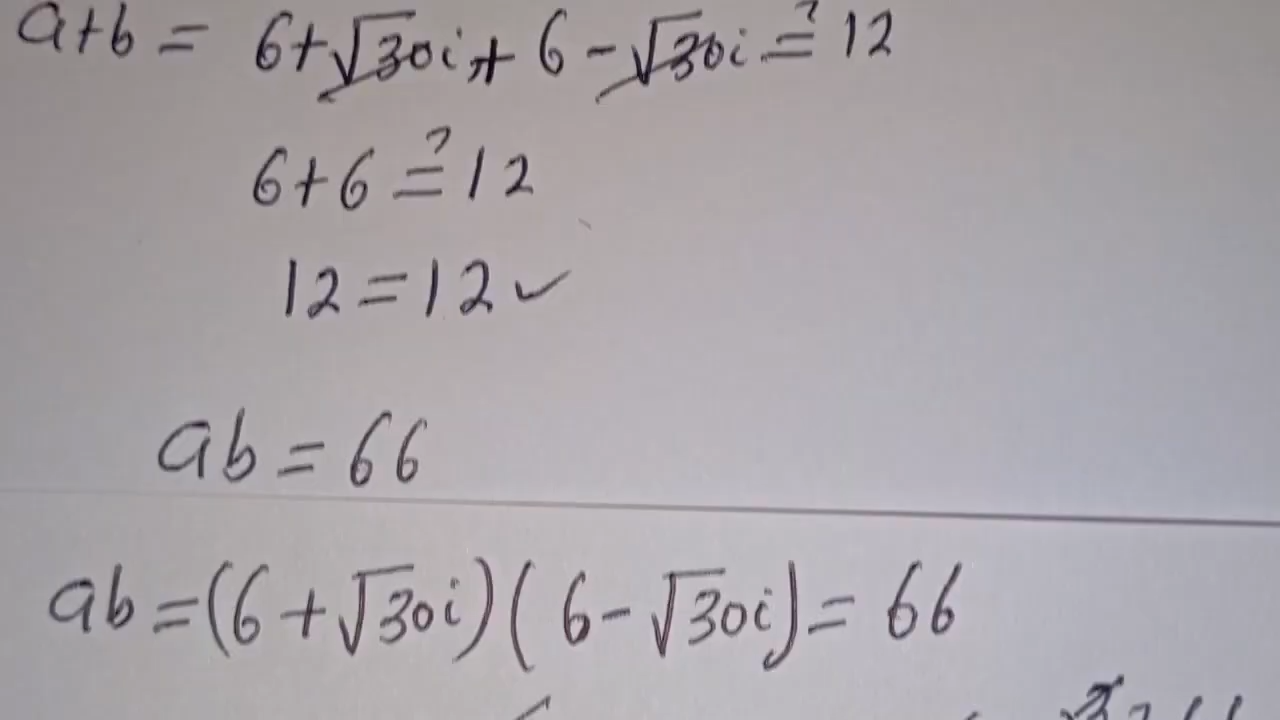 a+b = 6+√30i + 6 - √30i ≟ 12
6+6 ≟ 12
12 = 12 ✓
ab = 66
ab = (6 + √30i)(6 - √30i) = 66